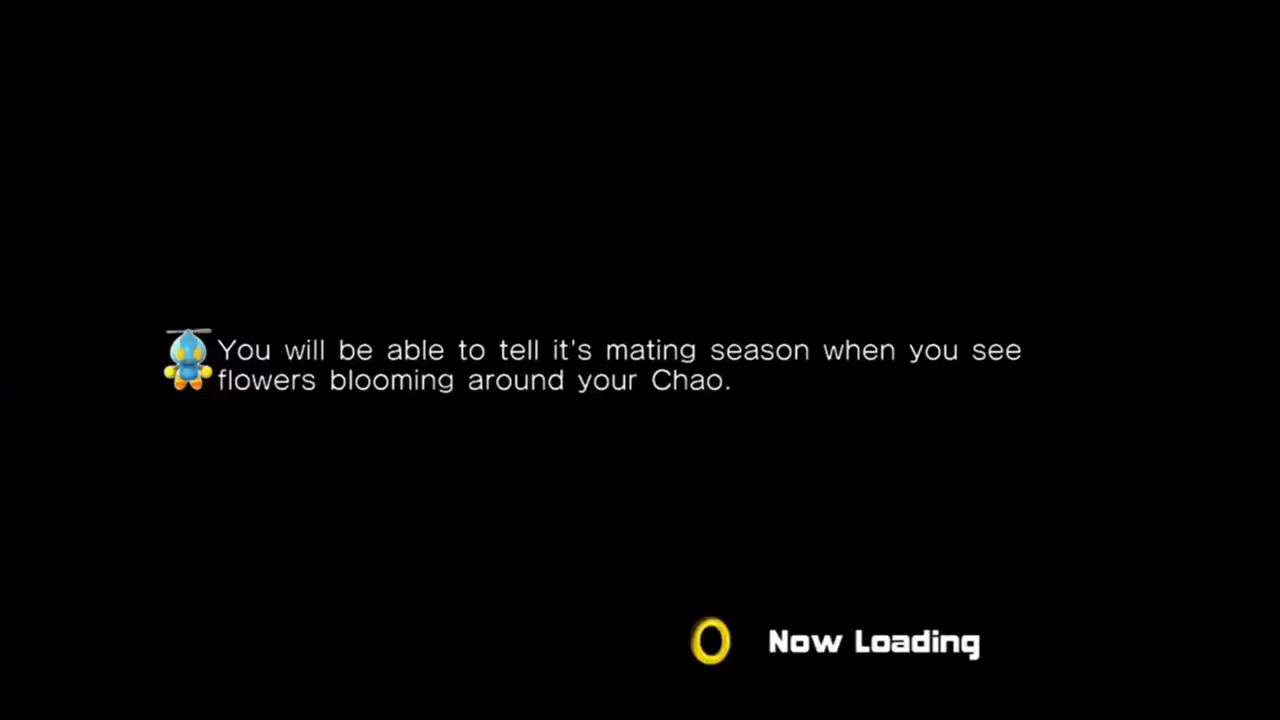 You will be able to tell it's mating season when you see
flowers blooming around your Chao.
Now Loading